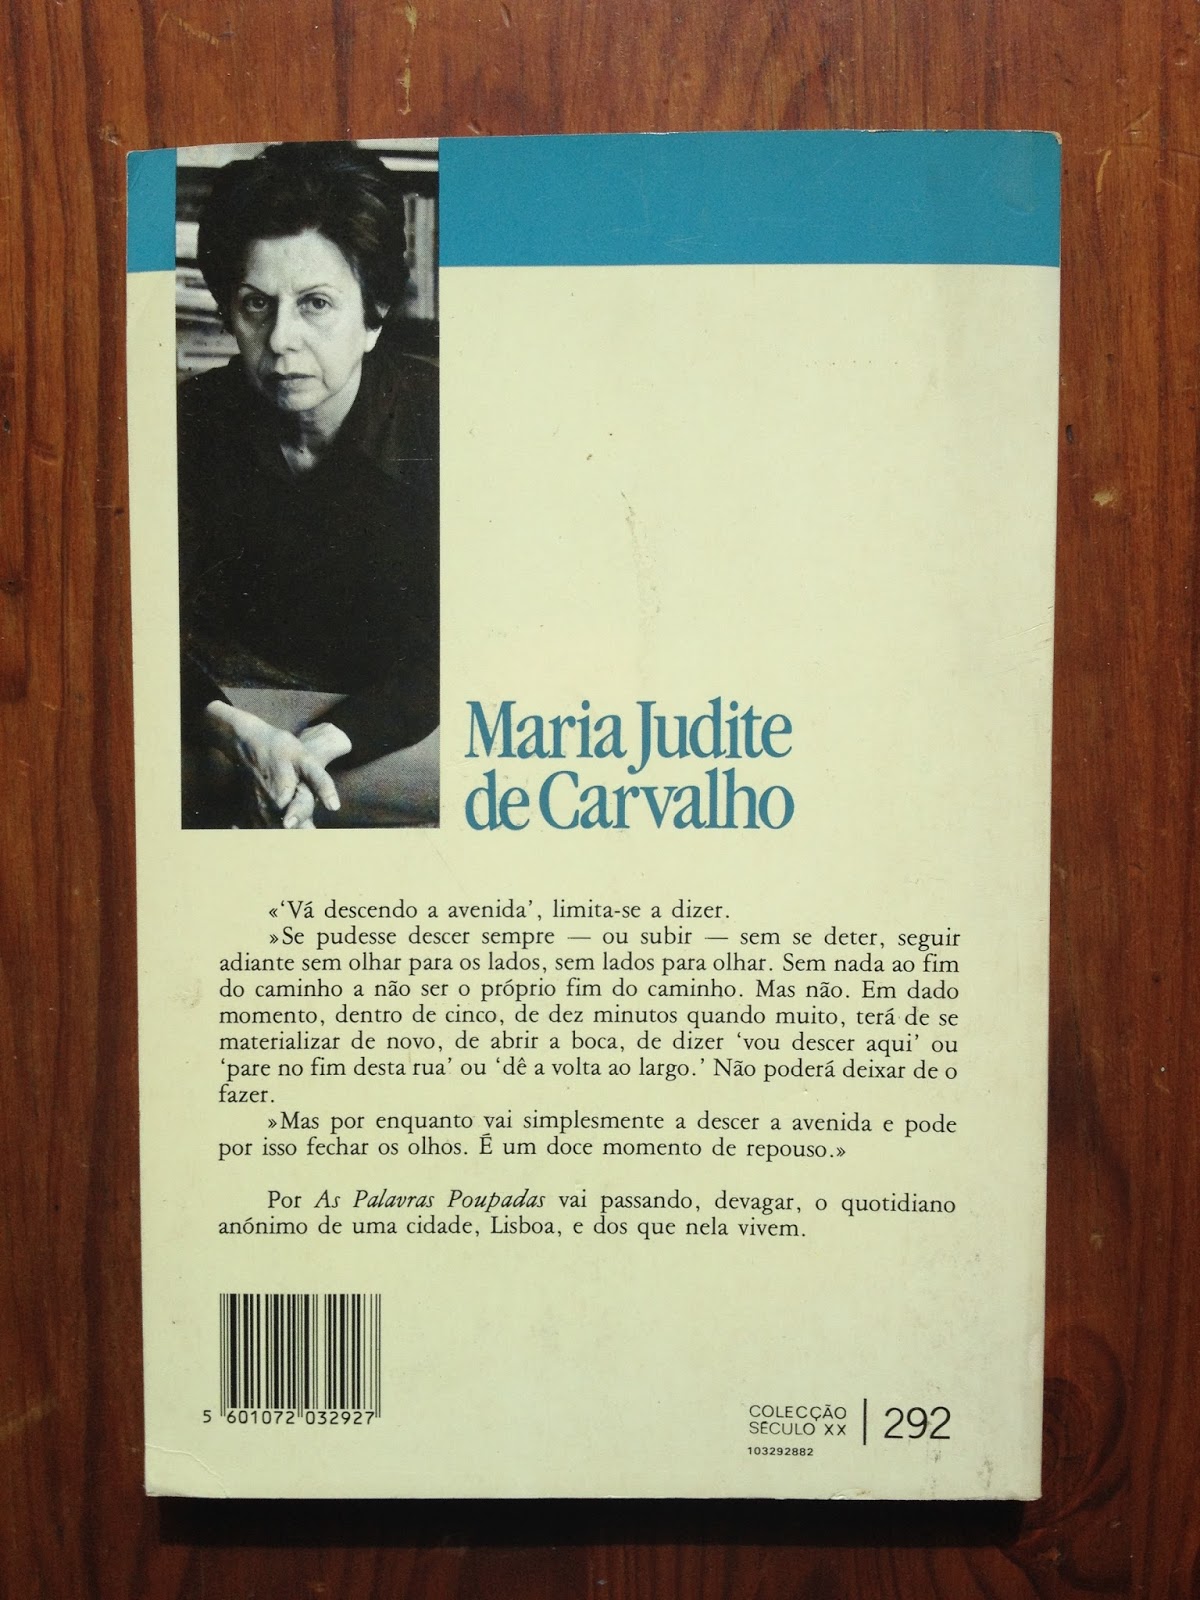 Maria Judite
de Carvalho
«‘Vá descendo a avenida’, limita-se a dizer.
»Se pudesse descer sempre — ou subir — sem se deter, seguir
adiante sem olhar para os lados, sem lados para olhar. Sem nada ao fim
do caminho a não ser o próprio fim do caminho. Mas não. Em dado
momento, dentro de cinco, de dez minutos quando muito, terá de se
materializar de novo, de abrir a boca, de dizer ‘vou descer aqui’ ou
‘pare no fim desta rua’ ou ‘dê a volta ao largo.’ Não poderá deixar de o
fazer.
»Mas por enquanto vai simplesmente a descer a avenida e pode
por isso fechar os olhos. É um doce momento de repouso.»
Por As Palavras Poupadas vai passando, devagar, o quotidiano
anónimo de uma cidade, Lisboa, e dos que nela vivem.
5 601072 032927
COLECÇÃO
SÉCULO XX | 292
103292882